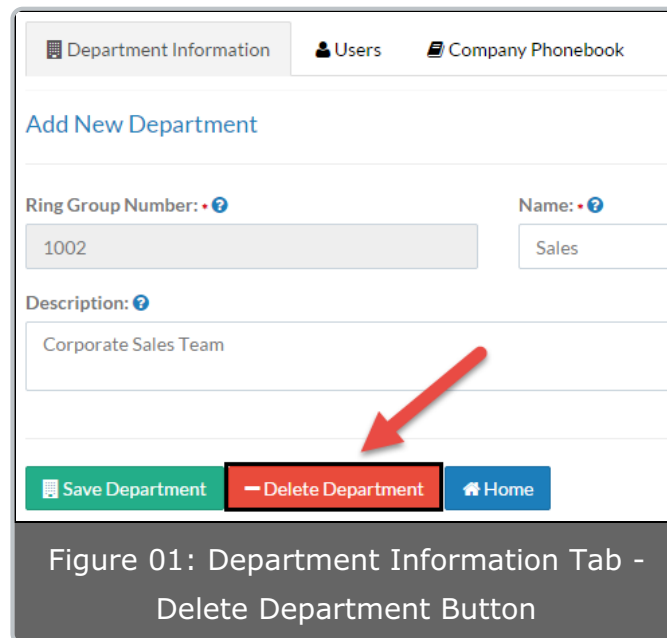 Department Information Users Company Phonebook
Add New Department
Ring Group Number: • Name: •
1002 Sales
Description:
Corporate Sales Team
Save Department Delete Department Home
Figure 01: Department Information Tab -
Delete Department Button